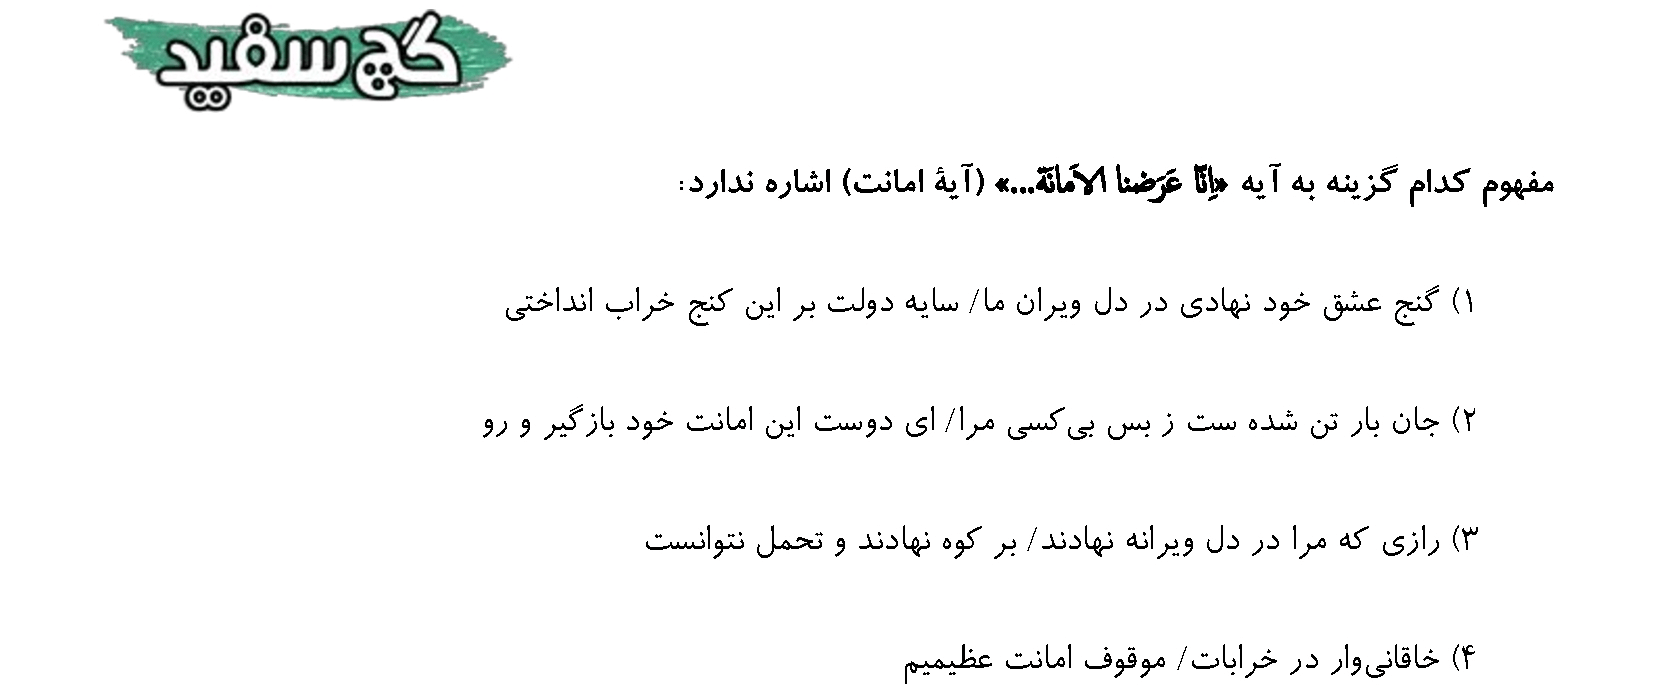 گچ سفید
مفهوم کدام گزینه به آیه «اِنّا عَرَضنا الاَمانَة...» (آیهٔ امانت) اشاره ندارد:
۱) گنج عشق خود نهادی در دل ویران ما/ سایه دولت بر این کنج خراب انداختی
۲) جان بار تن شده ست ز بس بی‌کسی مرا/ ای دوست این امانت خود بازگیر و رو
۳) رازی که مرا در دل ویرانه نهادند/ بر کوه نهادند و تحمل نتوانست
۴) خاقانی‌وار در خرابات/ موقوف امانت عظیمیم